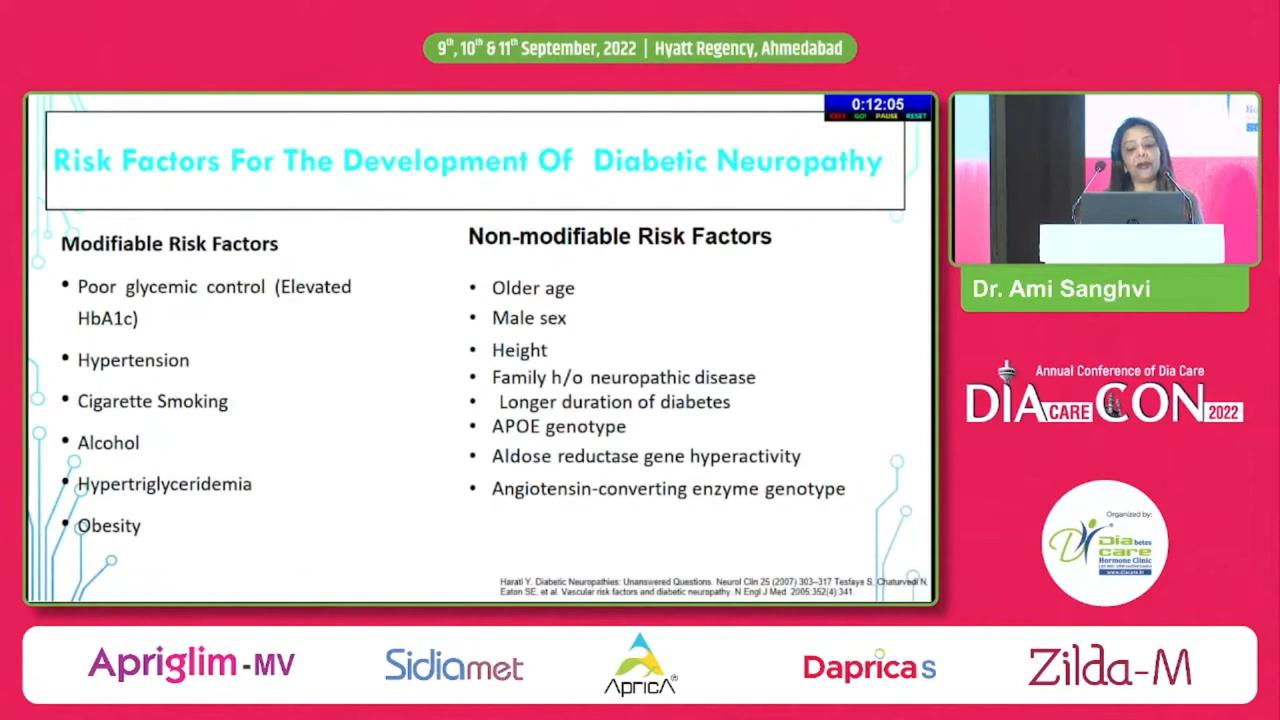 9th, 10th & 11th September, 2022 | Hyatt Regency, Ahmedabad
0:12:05
GO! PAUSE RESET
Risk Factors For The Development Of Diabetic Neuropathy
Modifiable Risk Factors
• Poor glycemic control (Elevated
HbA1c)
• Hypertension
• Cigarette Smoking
• Alcohol
• Hypertriglyceridemia
• Obesity
Non-modifiable Risk Factors
• Older age
• Male sex
• Height
• Family h/o neuropathic disease
• Longer duration of diabetes
• APOE genotype
• Aldose reductase gene hyperactivity
• Angiotensin-converting enzyme genotype
Harati Y. Diabetic Neuropathies: Unanswered Questions. Neurol Clin 25 (2007) 303–317 Tesfaye S, Chaturvedi N,
Eaton SE, et al. Vascular risk factors and diabetic neuropathy. N Engl J Med 2005;352(4):341.
Dr. Ami Sanghvi
Annual Conference of Dia Care
DIA CARE CON 2022
Organized by:
Diabetes
care
Hormone Clinic
Apriglim-MV
Sidiamet
APRICA®
Daprica S
Zilda-M